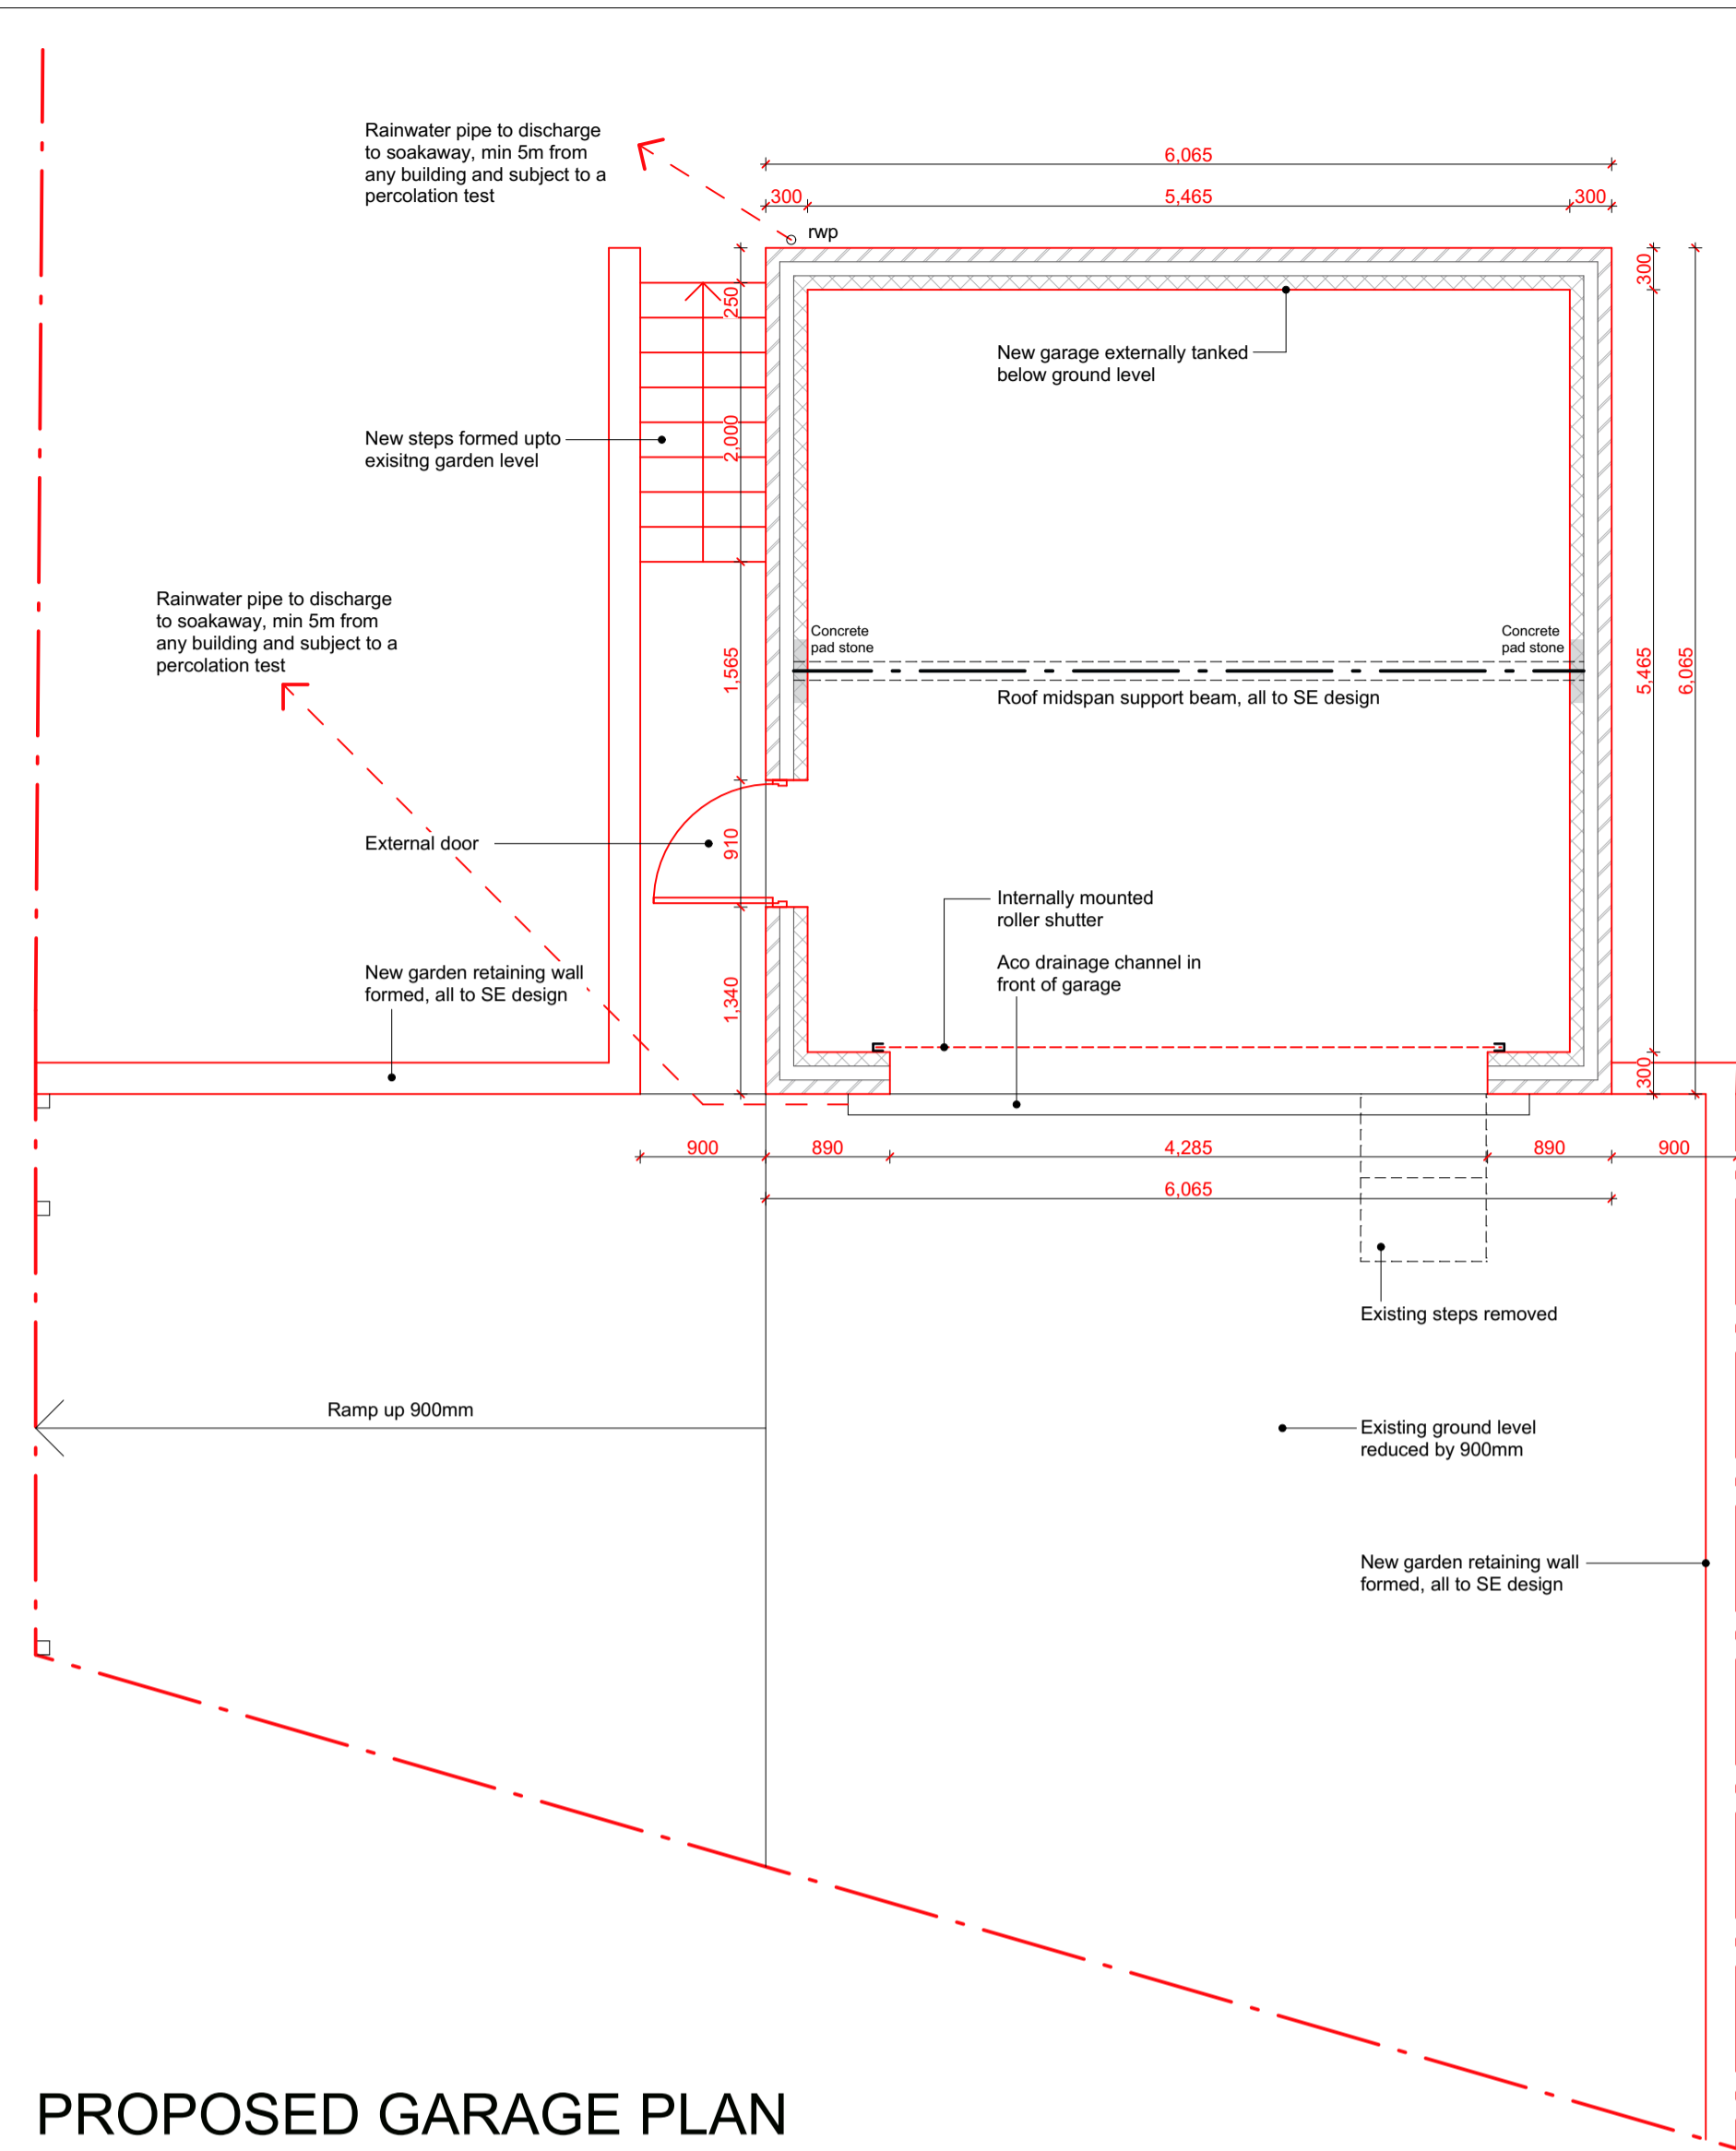 Rainwater pipe to discharge
to soakaway, min 5m from
any building and subject to a
percolation test
6,065
300
5,465
300
rwp
300
250
New garage externally tanked
below ground level
New steps formed upto
exisitng garden level
2,000
Rainwater pipe to discharge
to soakaway, min 5m from
any building and subject to a
percolation test
Concrete
pad stone
Concrete
pad stone
1,565
5,465
6,065
Roof midspan support beam, all to SE design
External door
910
Internally mounted
roller shutter
Aco drainage channel in
front of garage
New garden retaining wall
formed, all to SE design
1,340
300
900
890
4,285
890
900
6,065
Existing steps removed
Ramp up 900mm
Existing ground level
reduced by 900mm
New garden retaining wall
formed, all to SE design
PROPOSED GARAGE PLAN